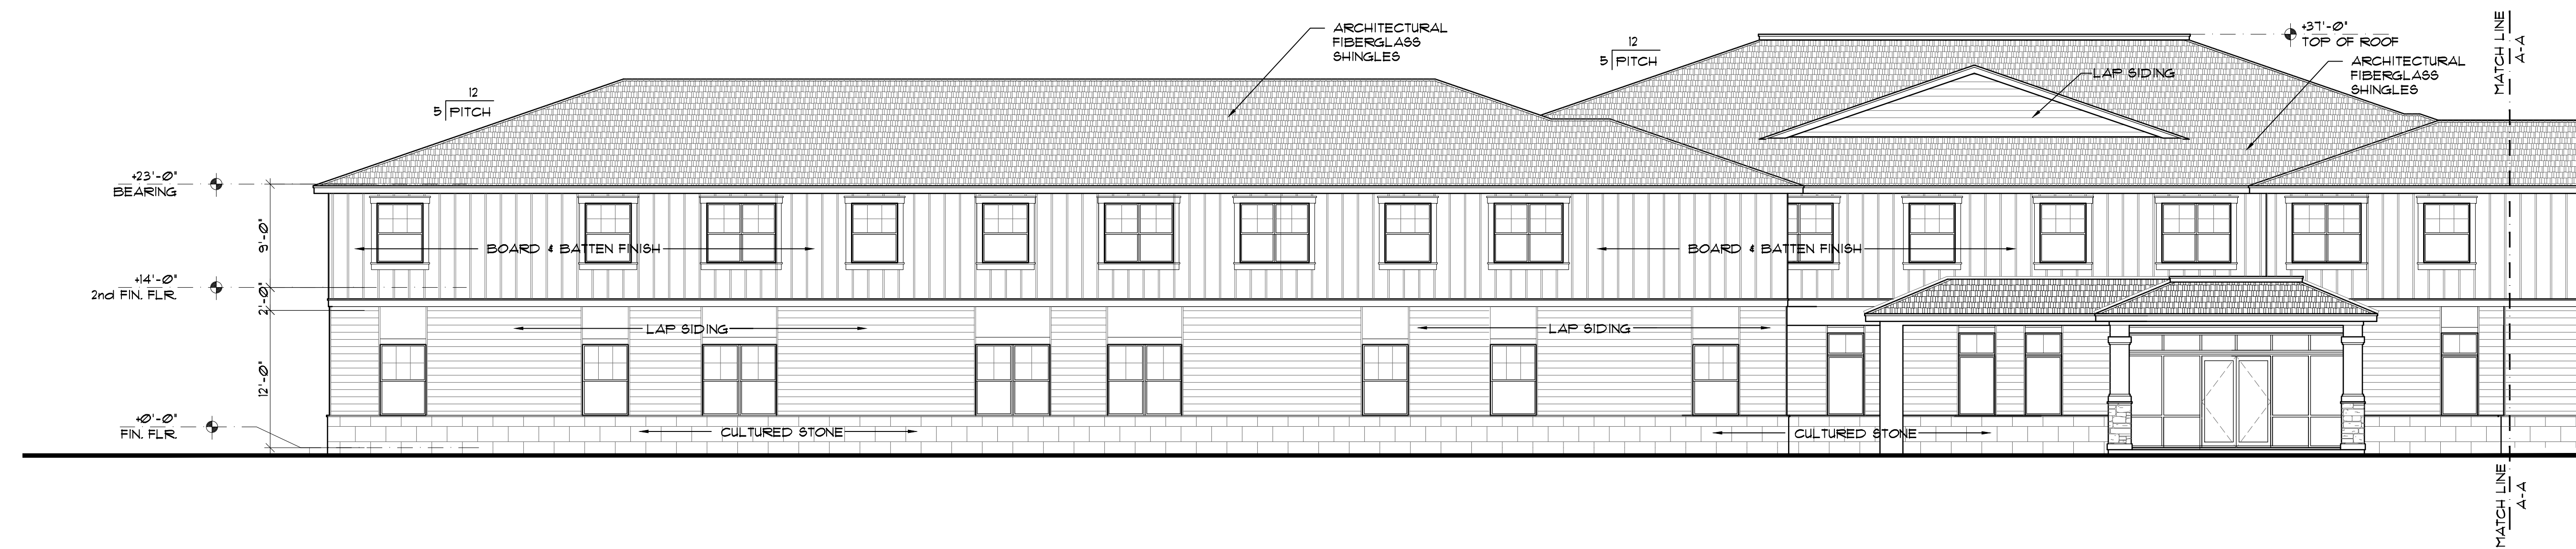 ARCHITECTURAL
FIBERGLASS
SHINGLES
12
5 PITCH
+37'-0"
TOP OF ROOF
MATCH LINE
A-A
ARCHITECTURAL
FIBERGLASS
SHINGLES
LAP SIDING
12
5 PITCH
+23'-0"
BEARING
9'-0"
BOARD & BATTEN FINISH
BOARD & BATTEN FINISH
+14'-0"
2nd FIN. FLR.
2'-0"
LAP SIDING
LAP SIDING
12'-0"
+0'-0"
FIN. FLR.
CULTURED STONE
CULTURED STONE
MATCH LINE
A-A